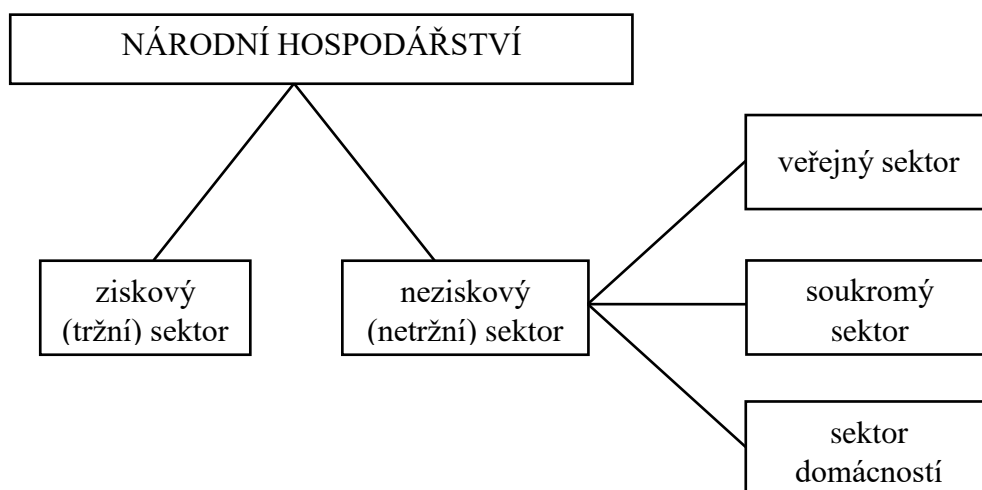 NÁRODNÍ HOSPODÁŘSTVÍ
veřejný sektor
ziskový
(tržní) sektor
neziskový
(netržní) sektor
soukromý
sektor
sektor
domácností